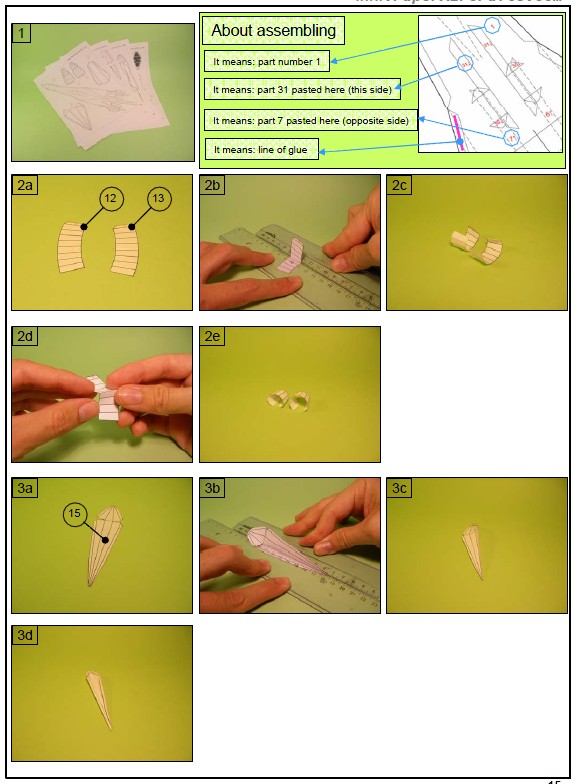 1
About assembling
It means: part number 1
It means: part 31 pasted here (this side)
It means: part 7 pasted here (opposite side)
It means: line of glue
2a
12
13
2b
2c
2d
2e
3a
15
3b
3c
3d